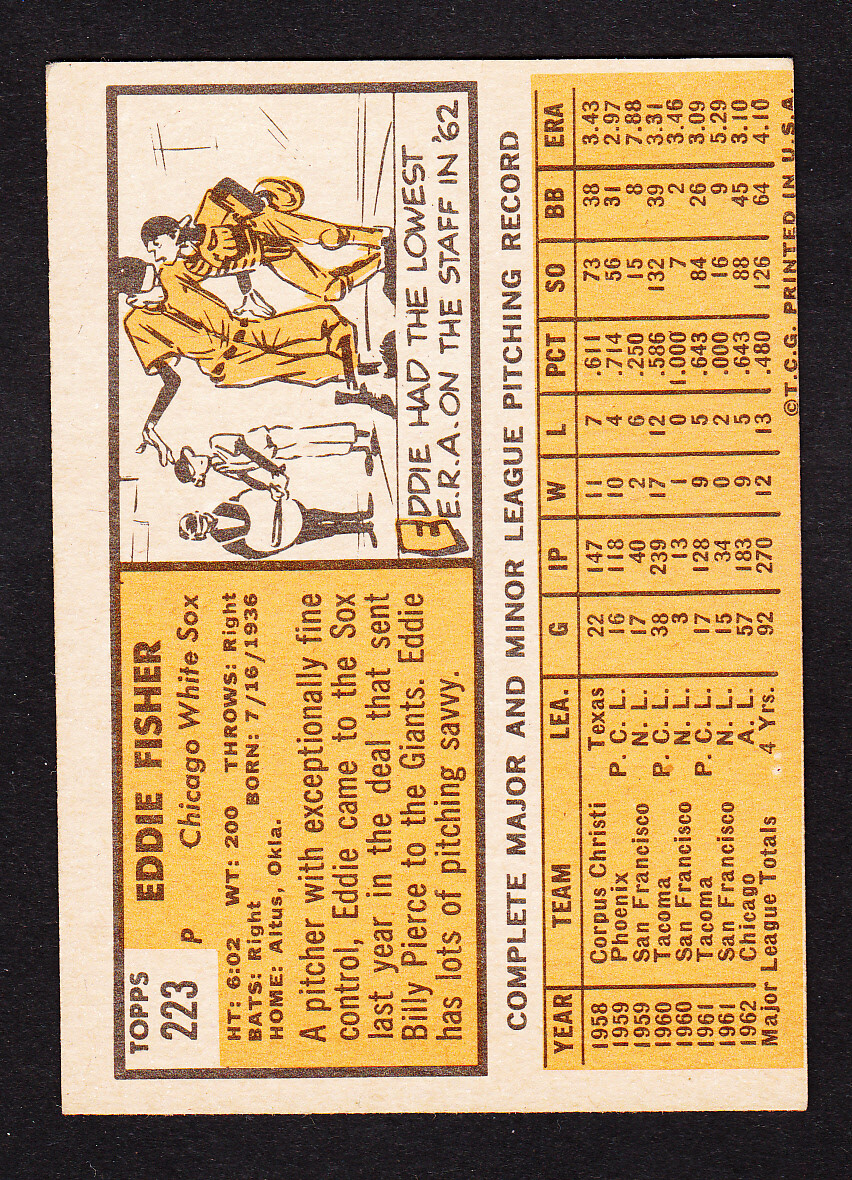 TOPPS
223
EDDIE FISHER
P Chicago White Sox
HT: 6:02 WT: 200 THROWS: Right
BATS: Right BORN: 7/16/1936
HOME: Altus, Okla.
A pitcher with exceptionally fine
control, Eddie came to the Sox
last year in the deal that sent
Billy Pierce to the Giants. Eddie
has lots of pitching savvy.
EDDIE HAD THE LOWEST
E.R.A. ON THE STAFF IN '62
COMPLETE MAJOR AND MINOR LEAGUE PITCHING RECORD
YEAR TEAM LEA. G IP W L PCT SO BB ERA
1958 Corpus Christi Texas 22 147 11 7 .611 73 38 3.43
1959 Phoenix P. C. L. 16 118 10 4 .714 56 31 2.97
1959 San Francisco N. L. 17 40 2 6 .250 15 8 7.88
1960 Tacoma P. C. L. 38 239 17 12 .586 132 39 3.31
1960 San Francisco N. L. 3 13 1 0 1.000 7 2 3.46
1961 Tacoma P. C. L. 17 128 9 5 .643 84 26 3.09
1961 San Francisco N. L. 15 34 0 2 .000 16 9 5.29
1962 Chicago A. L. 57 183 9 5 .643 88 45 3.10
Major League Totals 4 Yrs. 92 270 12 13 .480 126 64 4.10
©T.C.G. PRINTED IN U.S.A.